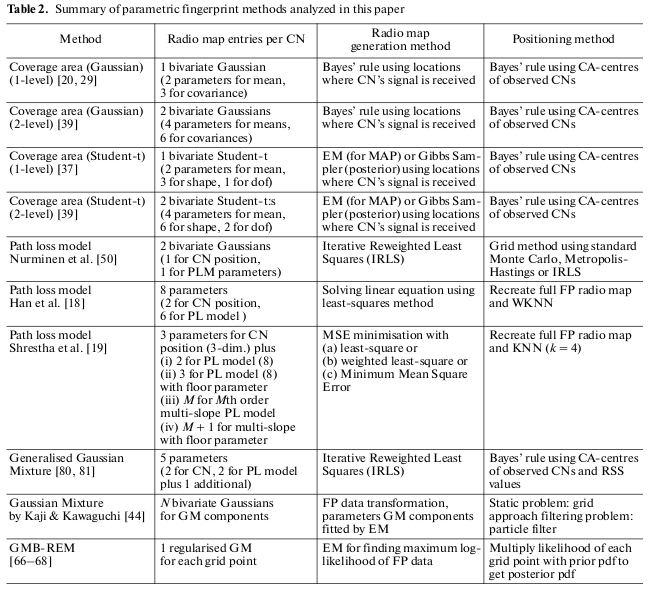 Table 2. Summary of parametric fingerprint methods analyzed in this paper
Method
Radio map entries per CN
Radio map
generation method
Positioning method
Coverage area (Gaussian)
(1-level) [20, 29]
1 bivariate Gaussian
(2 parameters for mean,
3 for covariance)
Bayes' rule using locations
where CN's signal is received
Bayes' rule using CA-centres
of observed CNs
Coverage area (Gaussian)
(2-level) [39]
2 bivariate Gaussians
(4 parameters for means,
6 for covariances)
Bayes' rule using locations
where CN's signal is received
Bayes' rule using CA-centres
of observed CNs
Coverage area (Student-t)
(1-level) [37]
1 bivariate Student-t
(2 parameters for mean,
3 for shape, 1 for dof)
EM (for MAP) or Gibbs Sam-
pler (posterior) using locations
where CN's signal is received
Bayes' rule using CA-centres
of observed CNs
Coverage area (Student-t)
(2-level) [39]
2 bivariate Student-t:s
(4 parameters for mean,
6 for shape, 2 for dof)
EM (for MAP) or Gibbs Sam-
pler (posterior) using locations
where CN's signal is received
Bayes' rule using CA-centres
of observed CNs
Path loss model
Nurminen et al. [50]
2 bivariate Gaussians
(1 for CN position,
1 for PLM parameters)
Iterative Reweighted Least
Squares (IRLS)
Grid method using standard
Monte Carlo, Metropolis-
Hastings or IRLS
Path loss model
Han et al. [18]
8 parameters
(2 for CN position,
6 for PL model )
Solving linear equation using
least-squares method
Recreate full FP radio map
and WKNN
Path loss model
Shrestha et al. [19]
3 parameters for CN
position (3-dim.) plus
(i) 2 for PL model (8)
(ii) 3 for PL model (8)
with floor parameter
(iii) M for Mth order
multi-slope PL model
(iv) M + 1 for multi-slope
with floor parameter
MSE minimisation with
(a) least-square or
(b) weighted least-square or
(c) Minimum Mean Square
Error
Recreate full FP radio map
and KNN (k = 4)
Generalised Gaussian
Mixture [80, 81]
5 parameters
(2 for CN, 2 for PL model
plus 1 additional)
Iterative Reweighted Least
Squares (IRLS)
Bayes' rule using CA-centres
of observed CNs and RSS
values
Gaussian Mixture
by Kaji & Kawaguchi [44]
N bivariate Gaussians
for GM components
FP data transformation,
parameters GM components
fitted by EM
Static problem: grid
approach filtering problem:
particle filter
GMB-REM
[66–68]
1 regularised GM
for each grid point
EM for finding maximum log-
likelihood of FP data
Multiply likelihood of each
grid point with prior pdf to
get posterior pdf